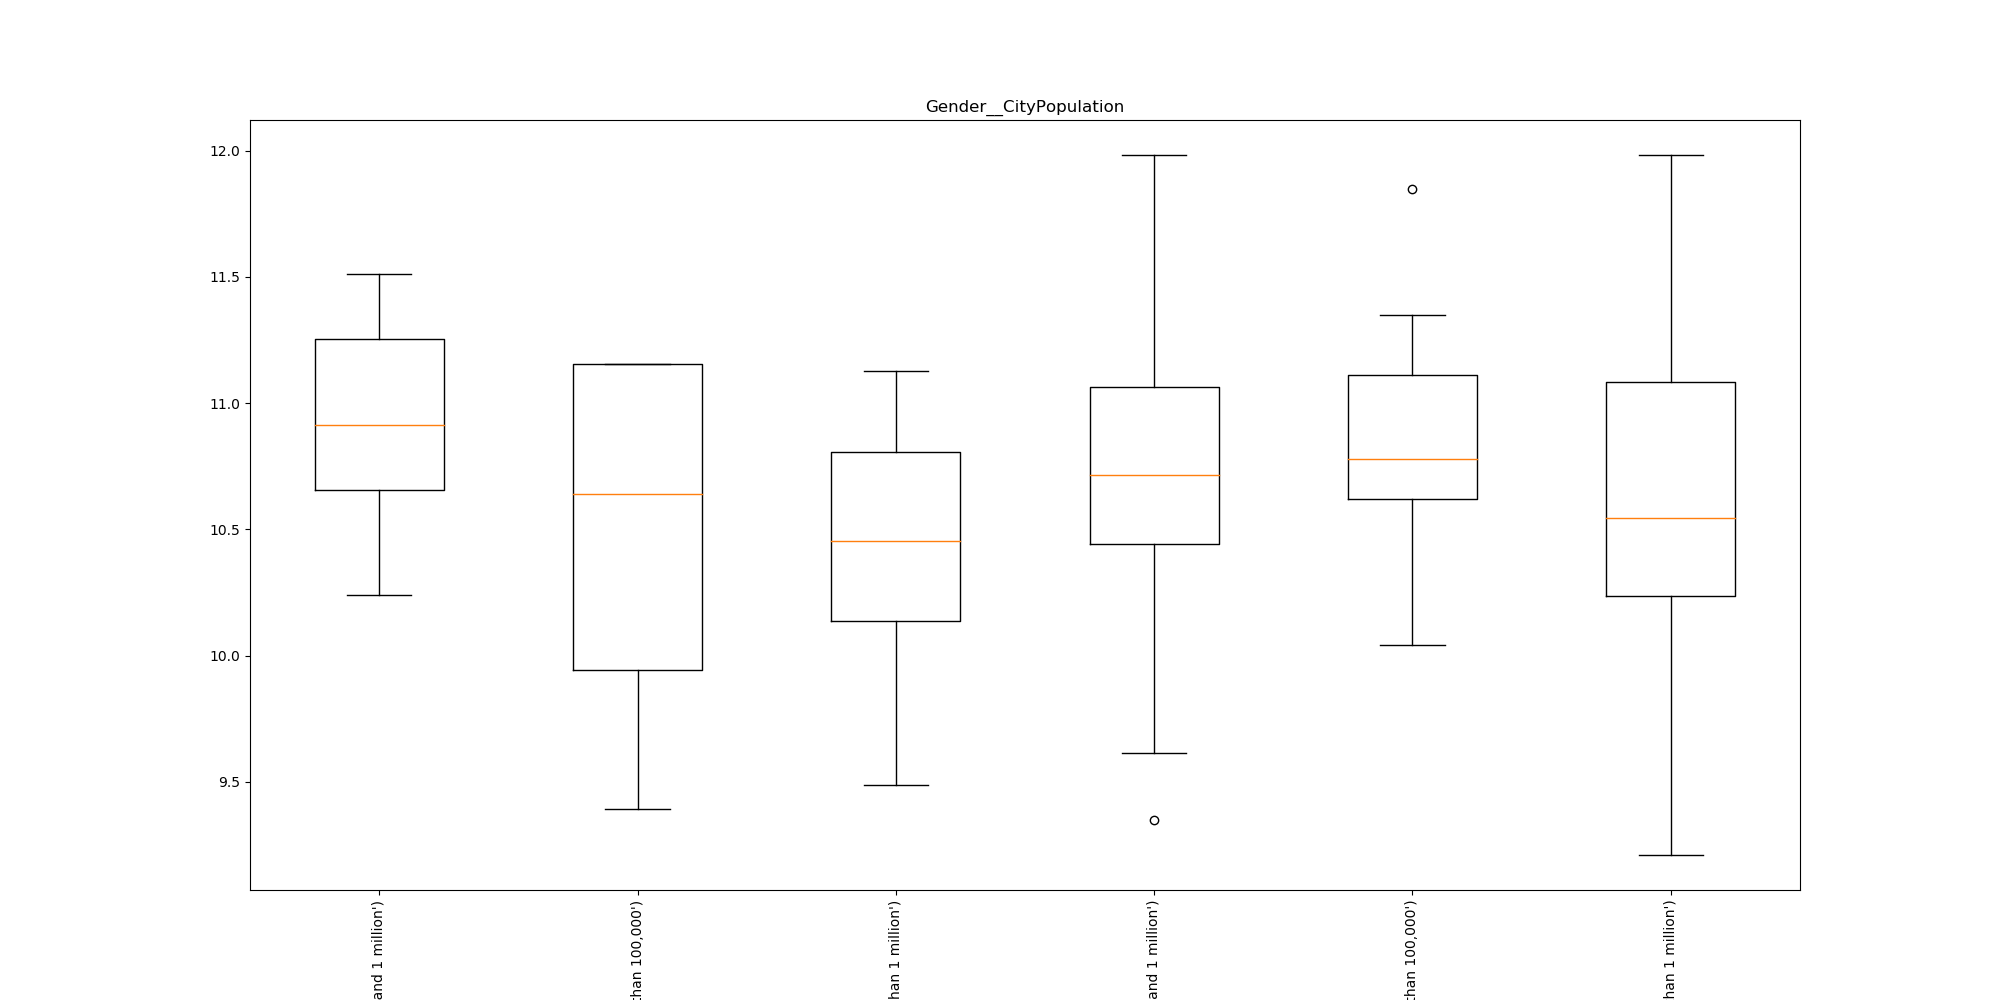 Gender__CityPopulation
12.0
11.5
11.0
10.5
10.0
9.5
and 1 million')
than 100,000')
han 1 million')
and 1 million')
than 100,000')
han 1 million')